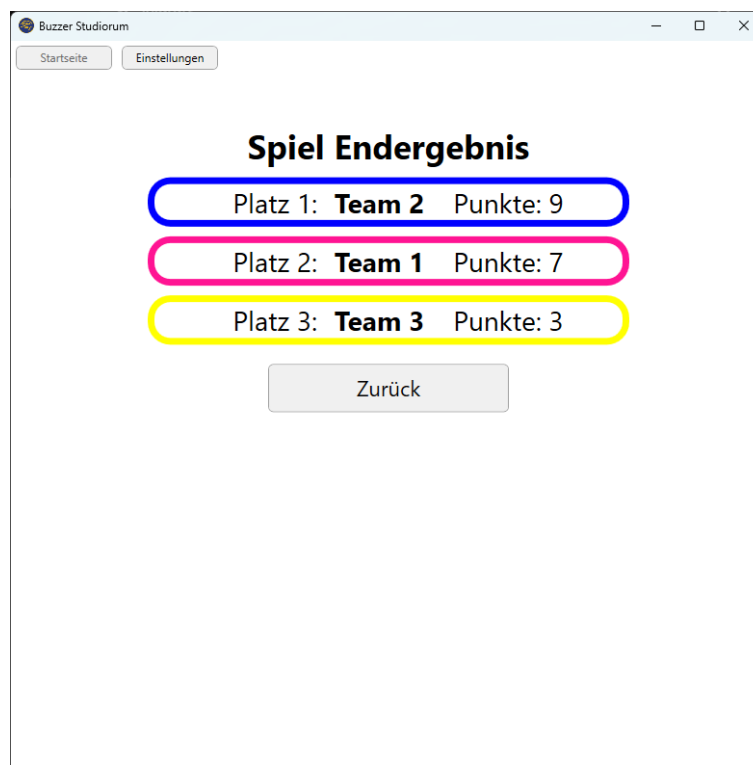 Buzzer Studiorum
Startseite Einstellungen
Spiel Endergebnis
Platz 1: Team 2 Punkte: 9
Platz 2: Team 1 Punkte: 7
Platz 3: Team 3 Punkte: 3
Zurück